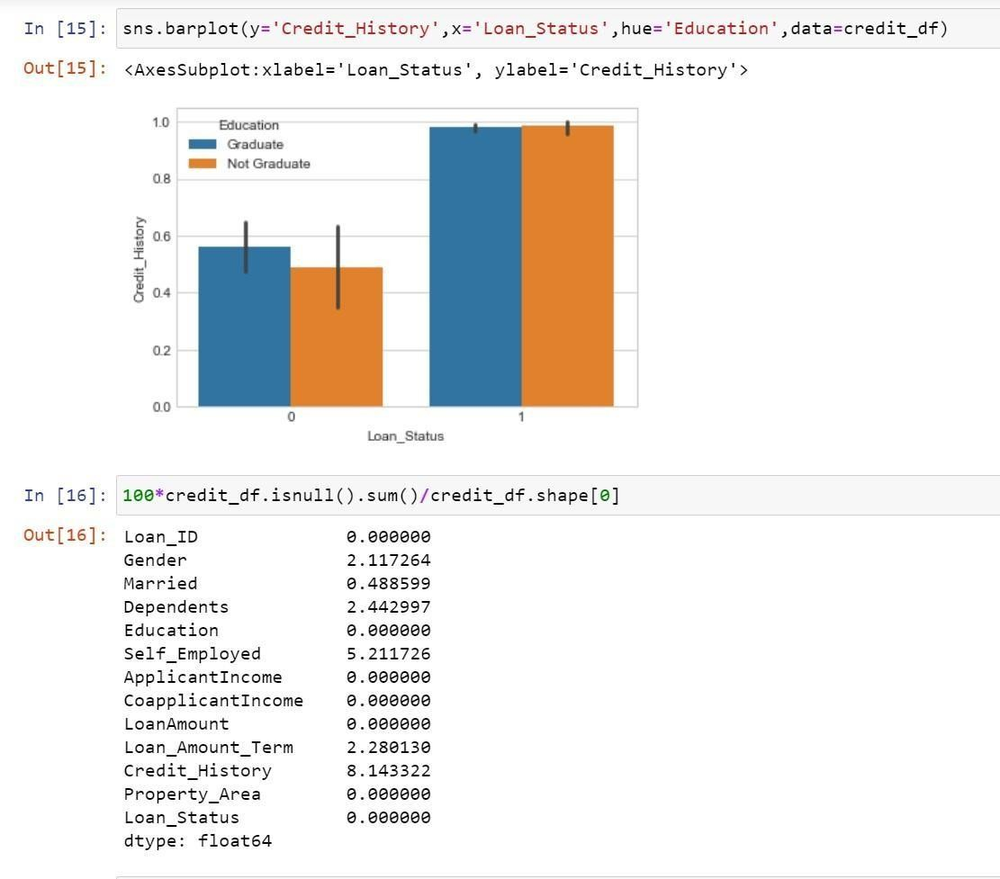 In [15]: sns.barplot(y='Credit_History',x='Loan_Status',hue='Education',data=credit_df)
Out[15]: <AxesSubplot:xlabel='Loan_Status', ylabel='Credit_History'>
Education
Graduate
Not Graduate
1.0
0.8
0.6
0.4
0.2
0.0
Credit_History
0 1
Loan_Status
In [16]: 100*credit_df.isnull().sum()/credit_df.shape[0]
Out[16]: Loan_ID 0.000000
Gender 2.117264
Married 0.488599
Dependents 2.442997
Education 0.000000
Self_Employed 5.211726
ApplicantIncome 0.000000
CoapplicantIncome 0.000000
LoanAmount 0.000000
Loan_Amount_Term 2.280130
Credit_History 8.143322
Property_Area 0.000000
Loan_Status 0.000000
dtype: float64